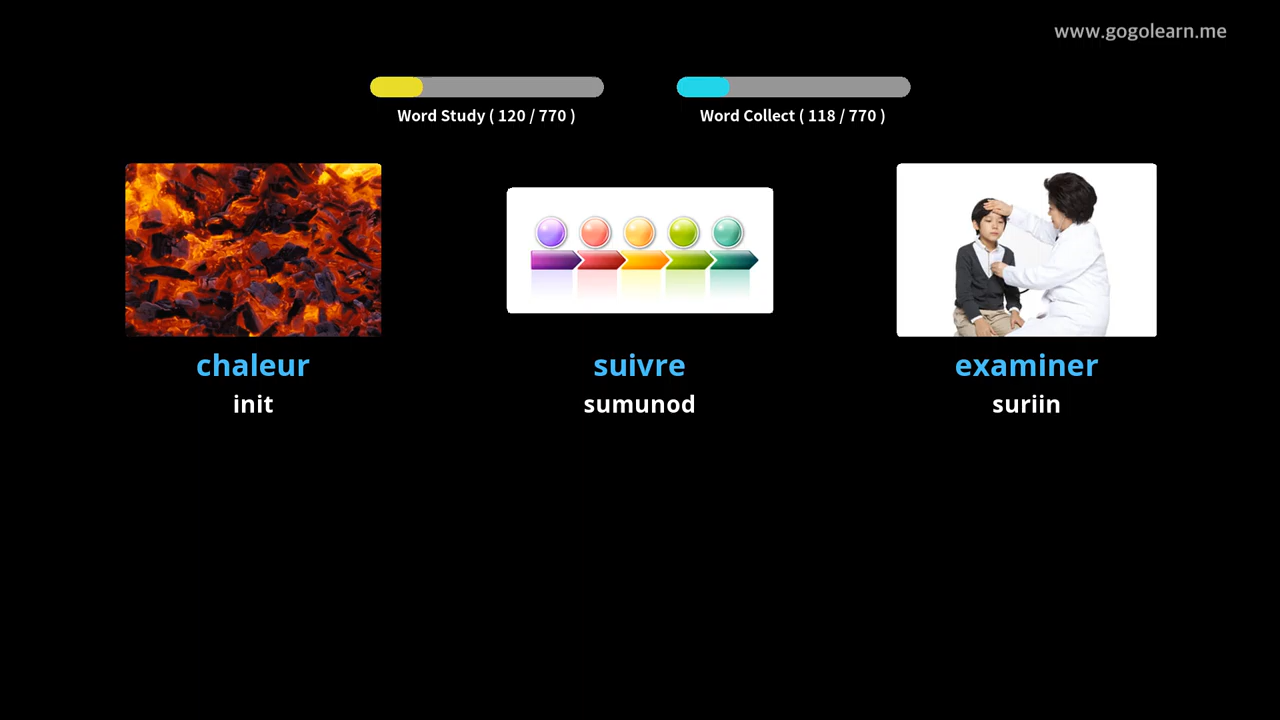 www.gogolearn.me
Word Study ( 120 / 770 )
Word Collect ( 118 / 770 )
chaleur
init
suivre
sumunod
examiner
suriin